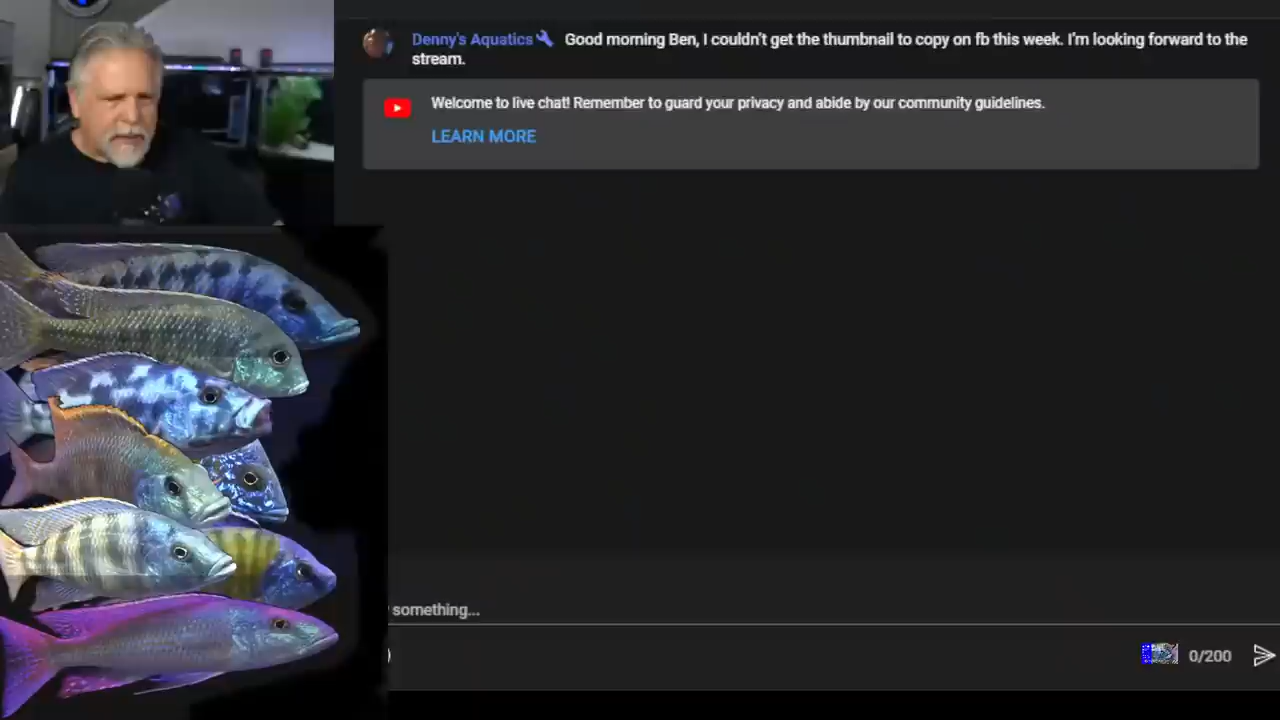 Denny's Aquatics Good morning Ben, I couldn't get the thumbnail to copy on fb this week. I'm looking forward to the
stream.
Welcome to live chat! Remember to guard your privacy and abide by our community guidelines.
LEARN MORE
something...
0/200